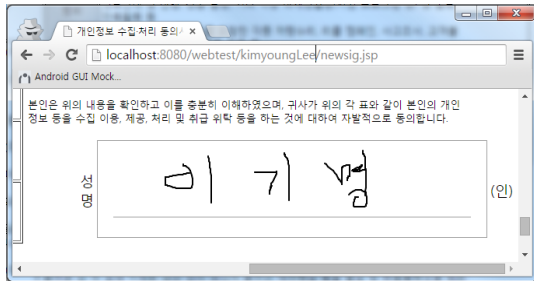 개인정보 수집·처리 동의
localhost:8080/webtest/kimyoungLee/newsig.jsp
Android GUI Mock...
본인은 위의 내용을 확인하고 이를 충분히 이해하였으며, 귀사가 위의 각 표와 같이 본인의 개인
정보 등을 수집 이용, 제공, 처리 및 취급 위탁 등을 하는 것에 대하여 자발적으로 동의합니다.
성명 이 기 (인)